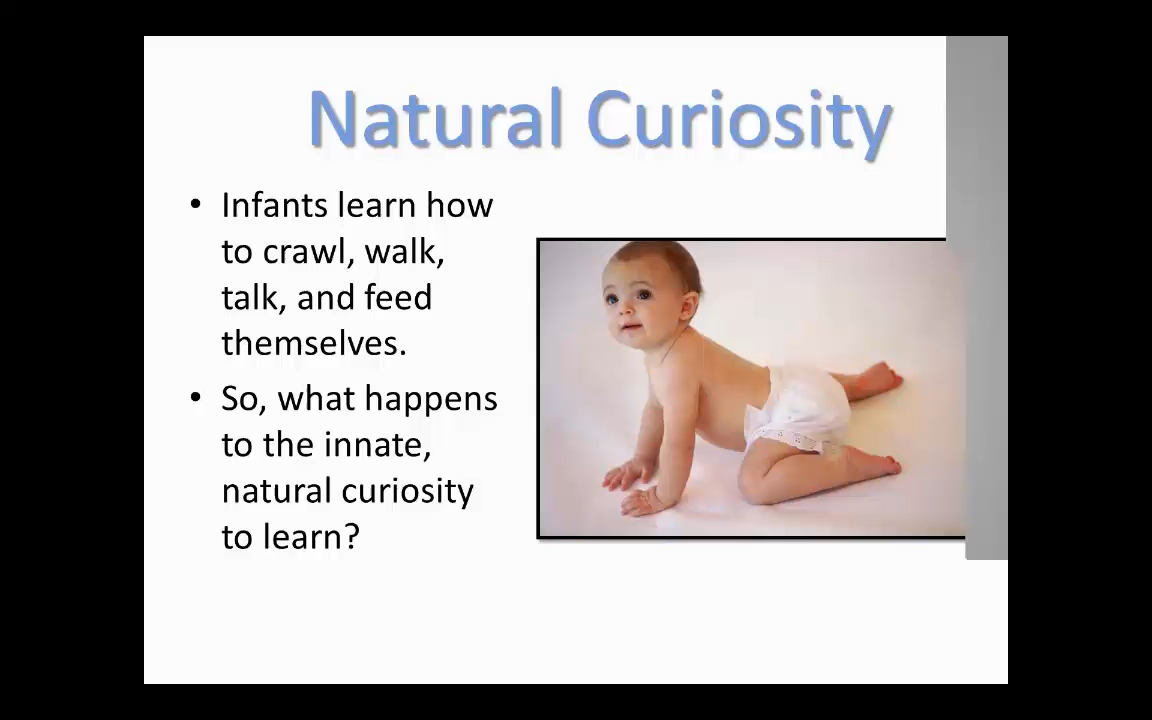 Natural Curiosity
• Infants learn how
to crawl, walk,
talk, and feed
themselves.
• So, what happens
to the innate,
natural curiosity
to learn?